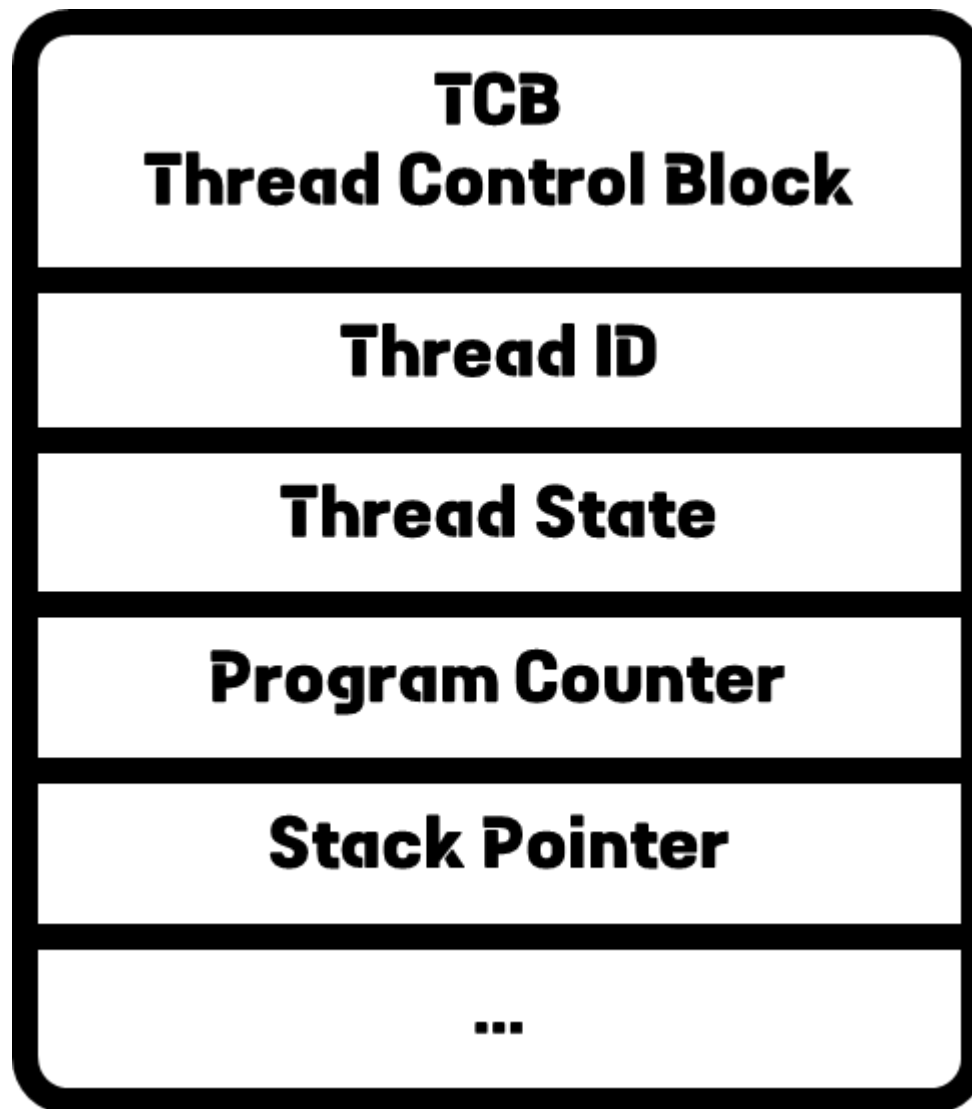 TCB
Thread Control Block
Thread ID
Thread State
Program Counter
Stack Pointer
...